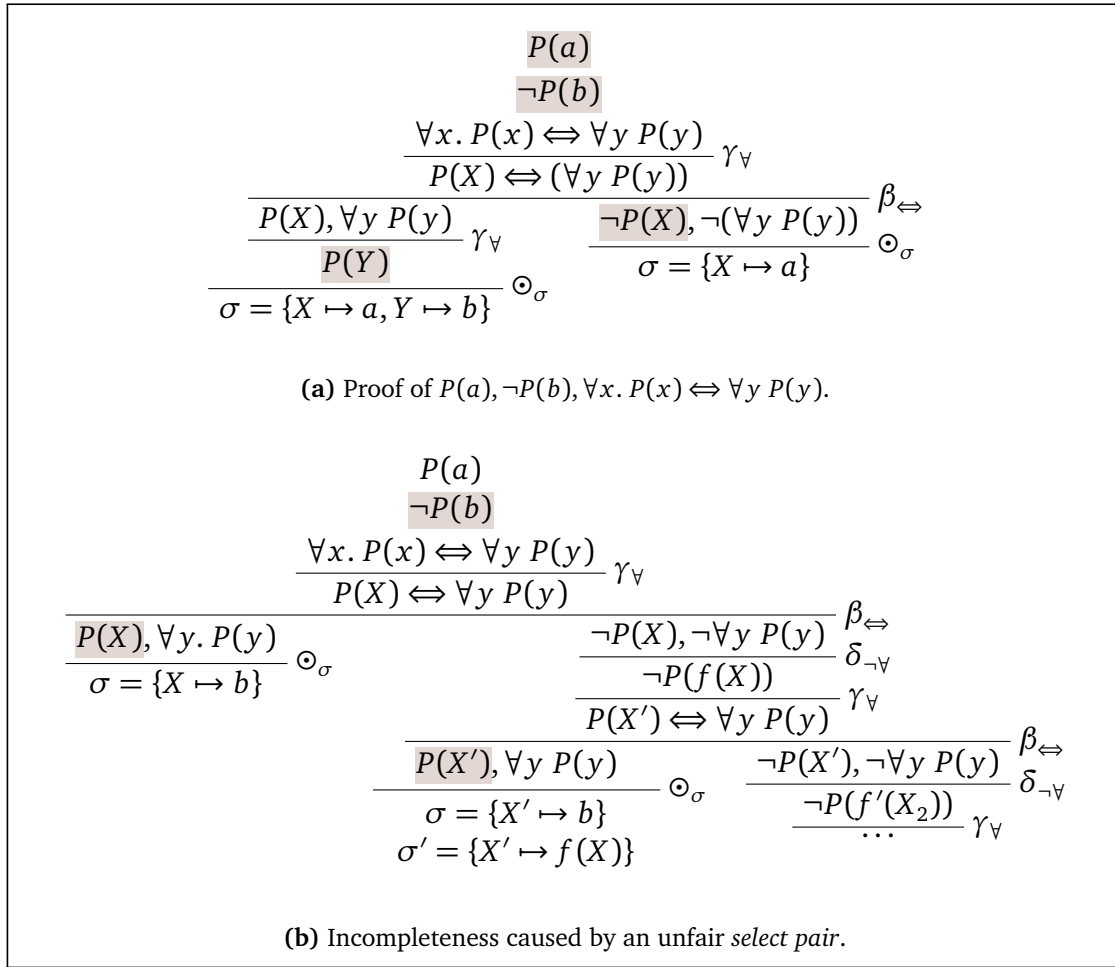 P(a)
¬P(b)
∀x. P(x) ⇔ ∀y P(y) γ∀
P(X) ⇔ (∀y P(y)) β⇔
P(X), ∀y P(y) γ∀ ¬P(X), ¬(∀y P(y)) ⊙σ
P(Y) ⊙σ σ = {X ↦ a}
σ = {X ↦ a, Y ↦ b}
(a) Proof of P(a), ¬P(b), ∀x. P(x) ⇔ ∀y P(y).
P(a)
¬P(b)
∀x. P(x) ⇔ ∀y P(y) γ∀
P(X) ⇔ ∀y P(y) β⇔
P(X), ∀y. P(y) ⊙σ ¬P(X), ¬∀y P(y) δ¬∀
σ = {X ↦ b} ¬P(f(X)) γ∀
P(X′) ⇔ ∀y P(y) β⇔
P(X′), ∀y P(y) ⊙σ ¬P(X′), ¬∀y P(y) δ¬∀
σ = {X′ ↦ b} ¬P(f′(X₂)) γ∀
σ′ = {X′ ↦ f(X)} ...
(b) Incompleteness caused by an unfair select pair.